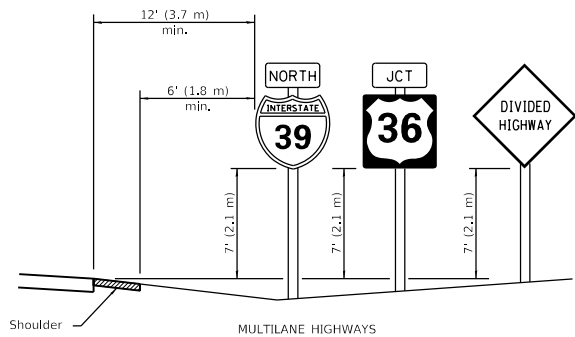 12' (3.7 m)
min.
6' (1.8 m)
min.
NORTH
INTERSTATE
39
JCT
36
DIVIDED
HIGHWAY
7' (2.1 m)
7' (2.1 m)
7' (2.1 m)
Shoulder
MULTILANE HIGHWAYS